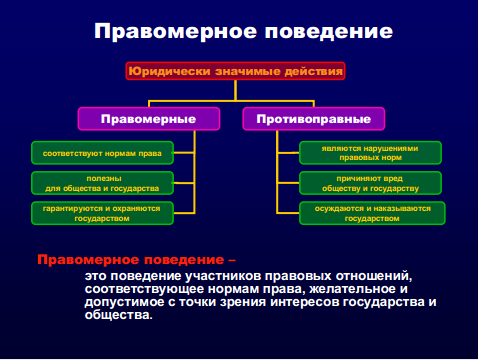 Правомерное поведение
Юридически значимые действия
Правомерные
Противоправные
соответствуют нормам права
полезны
для общества и государства
гарантируются и охраняются
государством
являются нарушениями
правовых норм
причиняют вред
обществу и государству
осуждаются и наказываются
государством
Правомерное поведение –
это поведение участников правовых отношений,
соответствующее нормам права, желательное и
допустимое с точки зрения интересов государства и
общества.